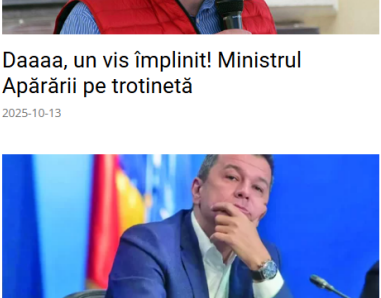 Daaaa, un vis împlinit! Ministrul
Apărării pe trotinetă
2025-10-13